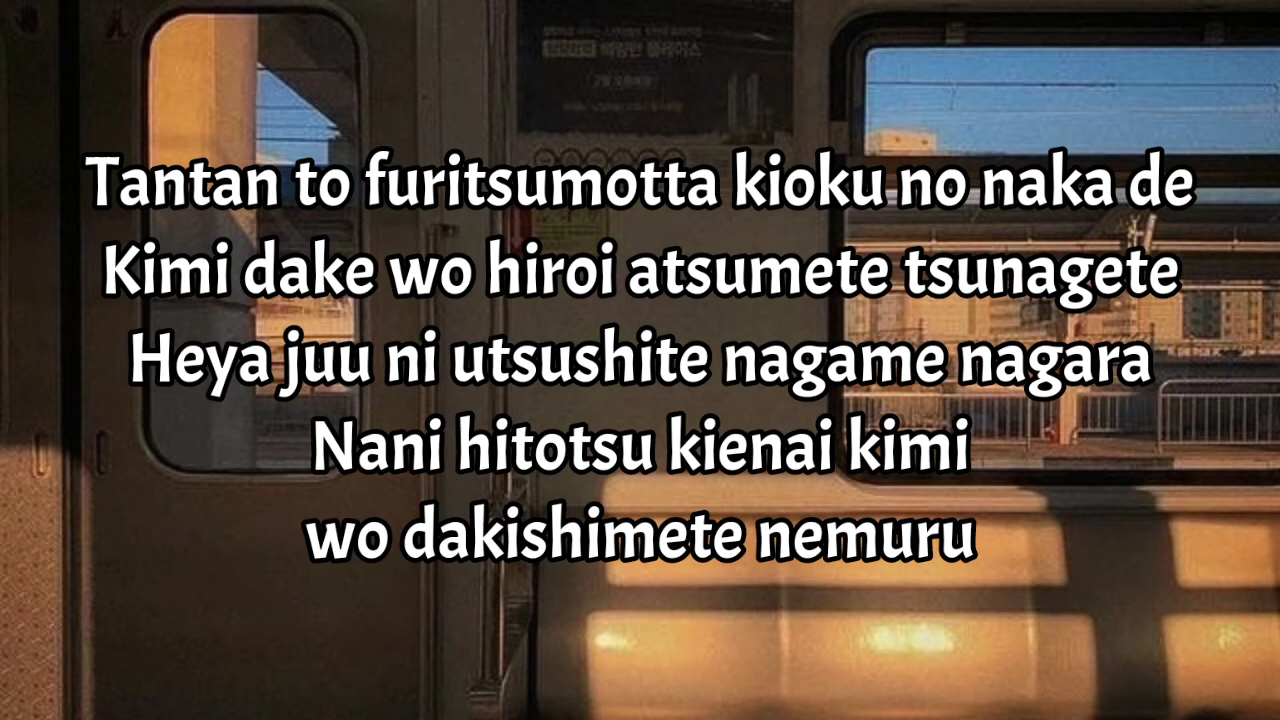 Tantan to furitsumotta kioku no naka de
Kimi dake wo hiroi atsumete tsunagete
Heya juu ni utsushite nagame nagara
Nani hitotsu kienai kimi
wo dakishimete nemuru